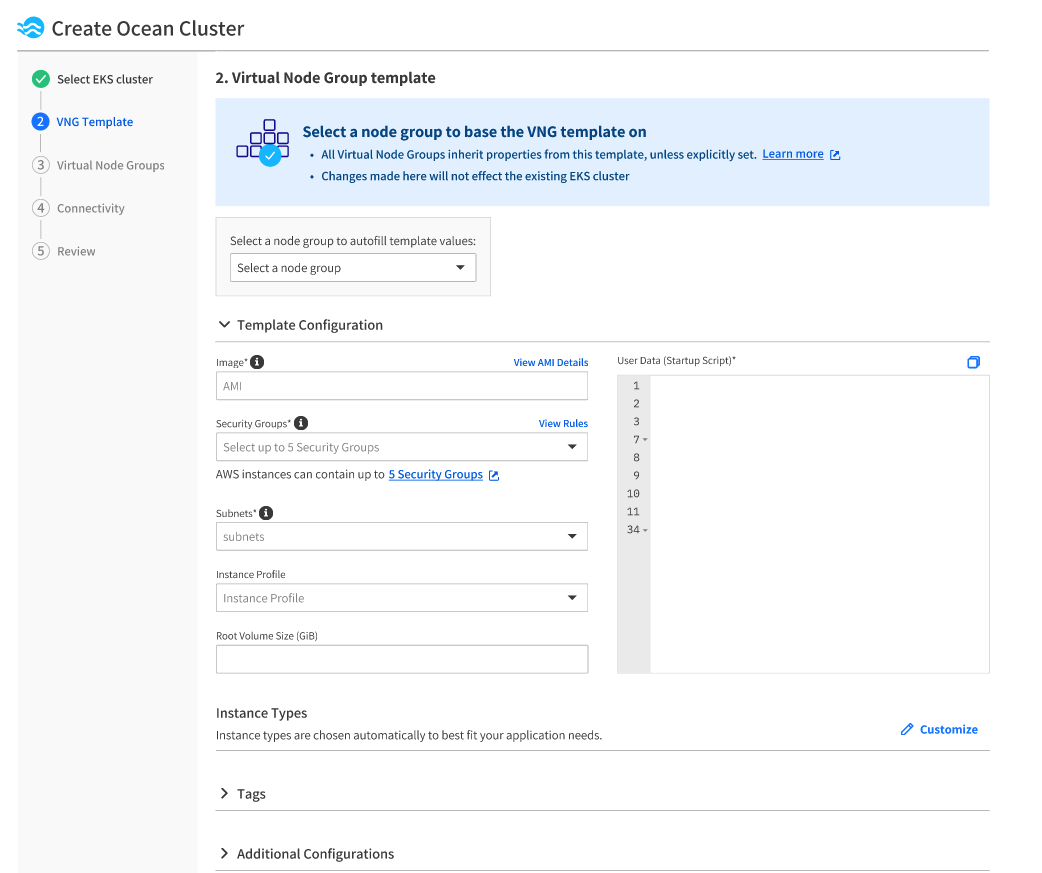 Create Ocean Cluster
Select EKS cluster
2 VNG Template
3 Virtual Node Groups
4 Connectivity
5 Review
2. Virtual Node Group template
Select a node group to base the VNG template on
• All Virtual Node Groups inherit properties from this template, unless explicitly set. Learn more
• Changes made here will not effect the existing EKS cluster
Select a node group to autofill template values:
Select a node group
Template Configuration
Image* i View AMI Details
AMI
Security Groups* i View Rules
Select up to 5 Security Groups
AWS instances can contain up to 5 Security Groups
Subnets* i
subnets
Instance Profile
Instance Profile
Root Volume Size (GiB)
User Data (Startup Script)*
1
2
3
7
8
9
10
11
34
Instance Types
Instance types are chosen automatically to best fit your application needs.
Customize
Tags
Additional Configurations